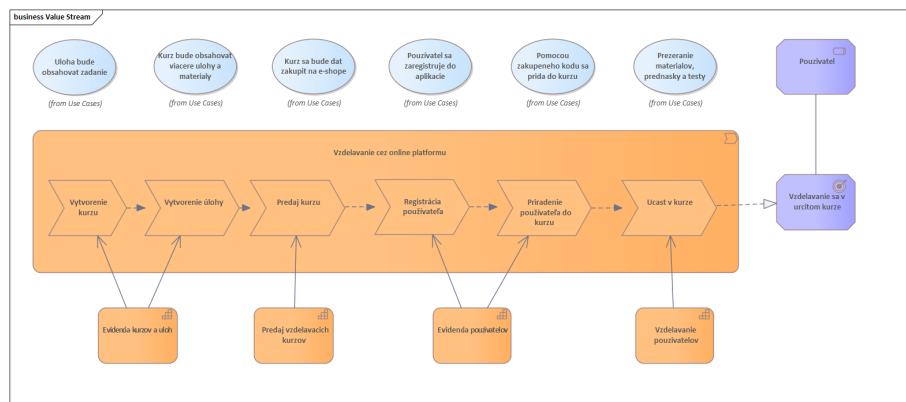 business Value Stream
Uloha bude
obsahovat zadanie
(from Use Cases)
Kurz bude obsahovat
viacere ulohy a
materialy
(from Use Cases)
Kurz sa bude dat
zakupit na e-shope
(from Use Cases)
Pouzivatel sa
zaregistruje do
aplikacie
(from Use Cases)
Pomocou
zakupeneho kodu sa
prida do kurzu
(from Use Cases)
Prezeranie
materialov,
prednasky a testy
(from Use Cases)
Pouzivatel
Vzdelavanie cez online platformu
Vytvorenie
kurzu
Vytvorenie úlohy
Predaj kurzu
Registrácia
používateľa
Priradenie
používateľa do
kurzu
Ucast v kurze
Vzdelavanie sa v
urcitom kurze
Evidencia kurzov a uloh
Predaj vzdelavacich
kurzov
Evidencia pouzivatelov
Vzdelavanie
pouzivatelov